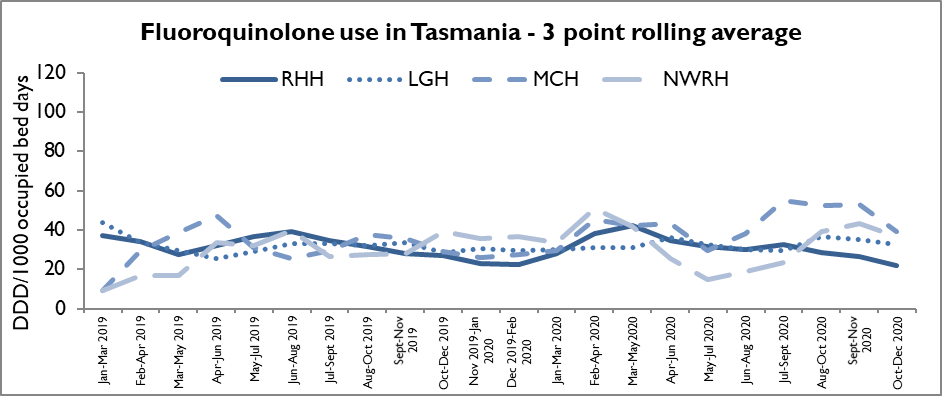 Fluoroquinolone use in Tasmania - 3 point rolling average
RHH LGH MCH NWRH
DDD/1000 occupied bed days
120
100
80
60
40
20
0
Jan-Mar 2019
Feb-Apr 2019
Mar-May 2019
Apr-Jun 2019
May-Jul 2019
Jun-Aug 2019
Jul-Sept 2019
Aug-Oct 2019
Sept-Nov
2019
Oct-Dec 2019
Nov 2019-Jan
2020
Dec 2019-Feb
2020
Jan-Mar 2020
Feb-Apr 2020
Mar-May 2020
Apr-Jun 2020
May-Jul 2020
Jun-Aug 2020
Jul-Sept 2020
Aug-Oct 2020
Sept-Nov
2020
Oct-Dec 2020